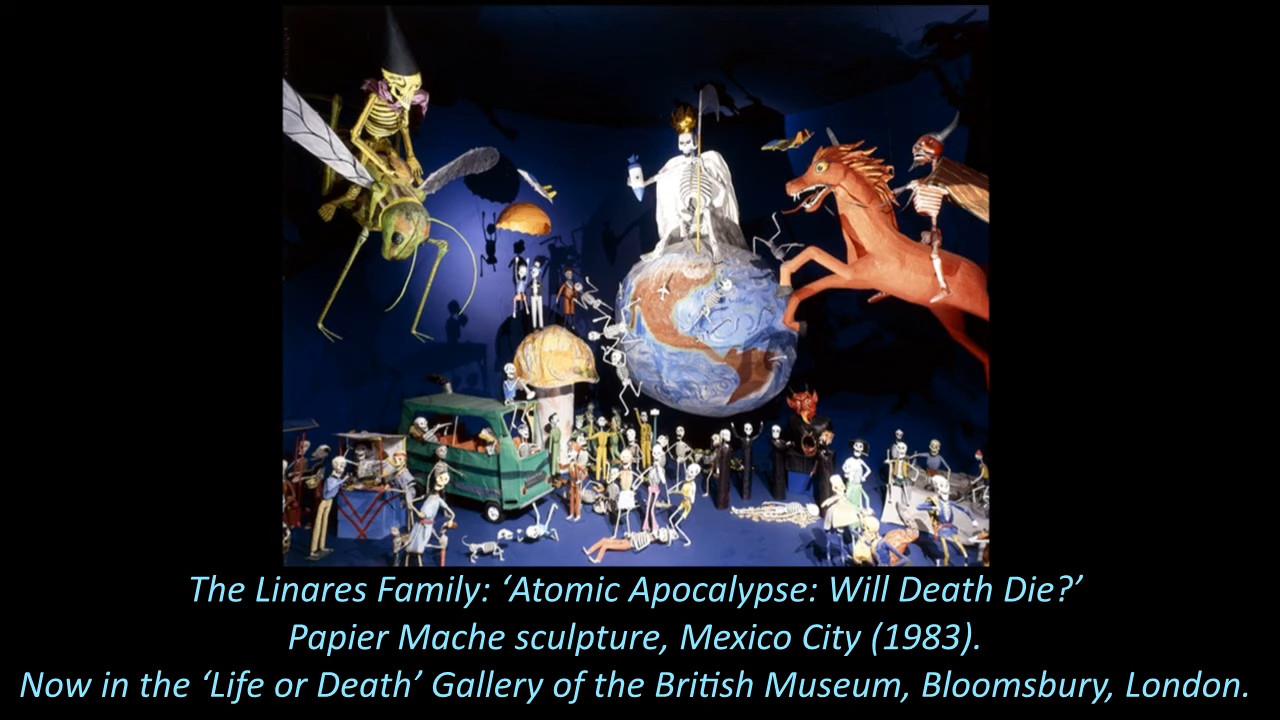 The Linares Family: ‘Atomic Apocalypse: Will Death Die?’
Papier Mache sculpture, Mexico City (1983).
Now in the ‘Life or Death’ Gallery of the British Museum, Bloomsbury, London.